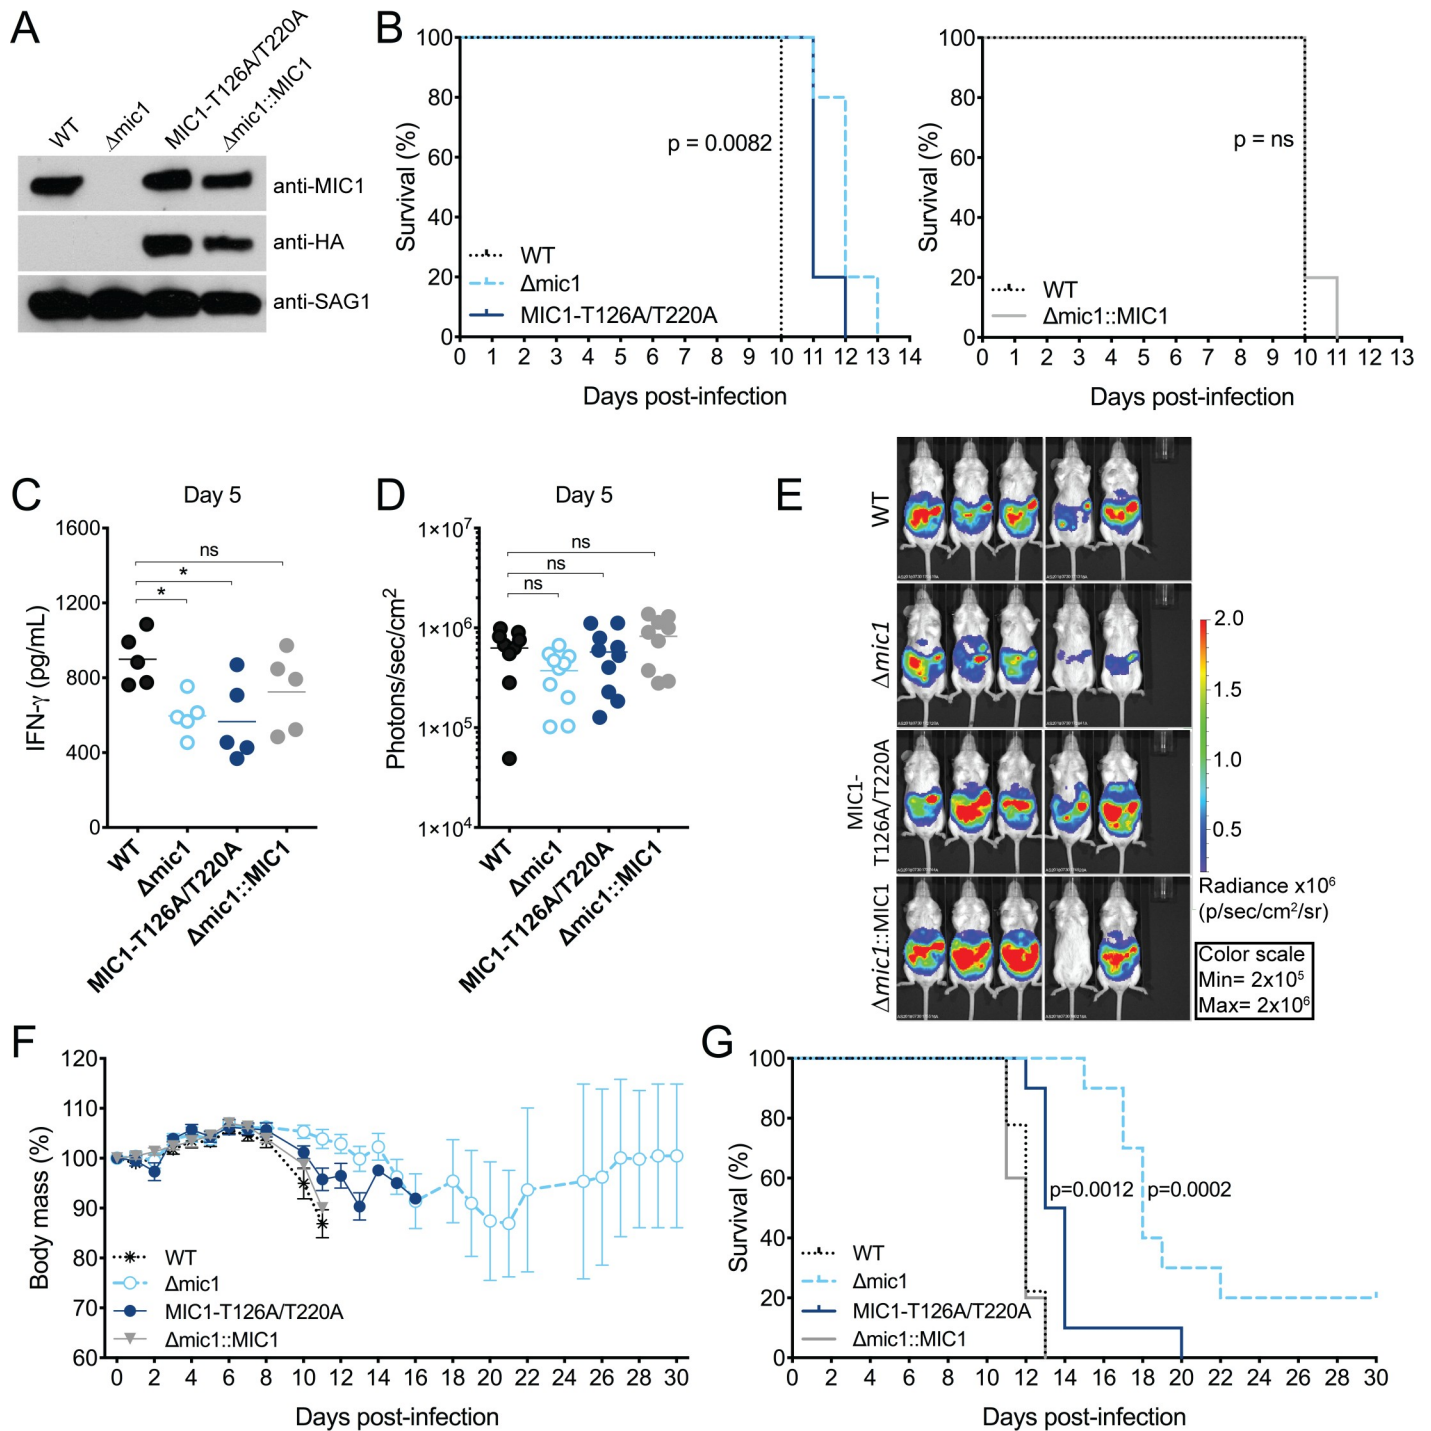 A
WT
Δmic1
MIC1-T126A/T220A
Δmic1::MIC1
anti-MIC1
anti-HA
anti-SAG1
B
Survival (%)
100
80
60
40
20
0
p = 0.0082
WT
Δmic1
MIC1-T126A/T220A
0 1 2 3 4 5 6 7 8 9 10 11 12 13 14
Days post-infection
Survival (%)
100
80
60
40
20
0
p = ns
WT
Δmic1::MIC1
0 1 2 3 4 5 6 7 8 9 10 11 12 13
Days post-infection
C
Day 5
IFN-γ (pg/mL)
1600
1200
800
400
0
ns
*
*
WT
Δmic1
MIC1-T126A/T220A
Δmic1::MIC1
D
Day 5
Photons/sec/cm²
1×10⁷
1×10⁶
1×10⁵
1×10⁴
ns
ns
ns
WT
Δmic1
MIC1-T126A/T220A
Δmic1::MIC1
E
WT
Δmic1
MIC1-
T126A/T220A
Δmic1::MIC1
2.0
1.5
1.0
0.5
Radiance x10⁶
(p/sec/cm²/sr)
Color scale
Min= 2x10⁵
Max= 2x10⁶
F
Body mass (%)
120
110
100
90
80
70
60
WT
Δmic1
MIC1-T126A/T220A
Δmic1::MIC1
0 2 4 6 8 10 12 14 16 18 20 22 24 26 28 30
Days post-infection
G
Survival (%)
100
80
60
40
20
0
p=0.0012 p=0.0002
WT
Δmic1
MIC1-T126A/T220A
Δmic1::MIC1
0 2 4 6 8 10 12 14 16 18 20 22 24 26 28 30
Days post-infection